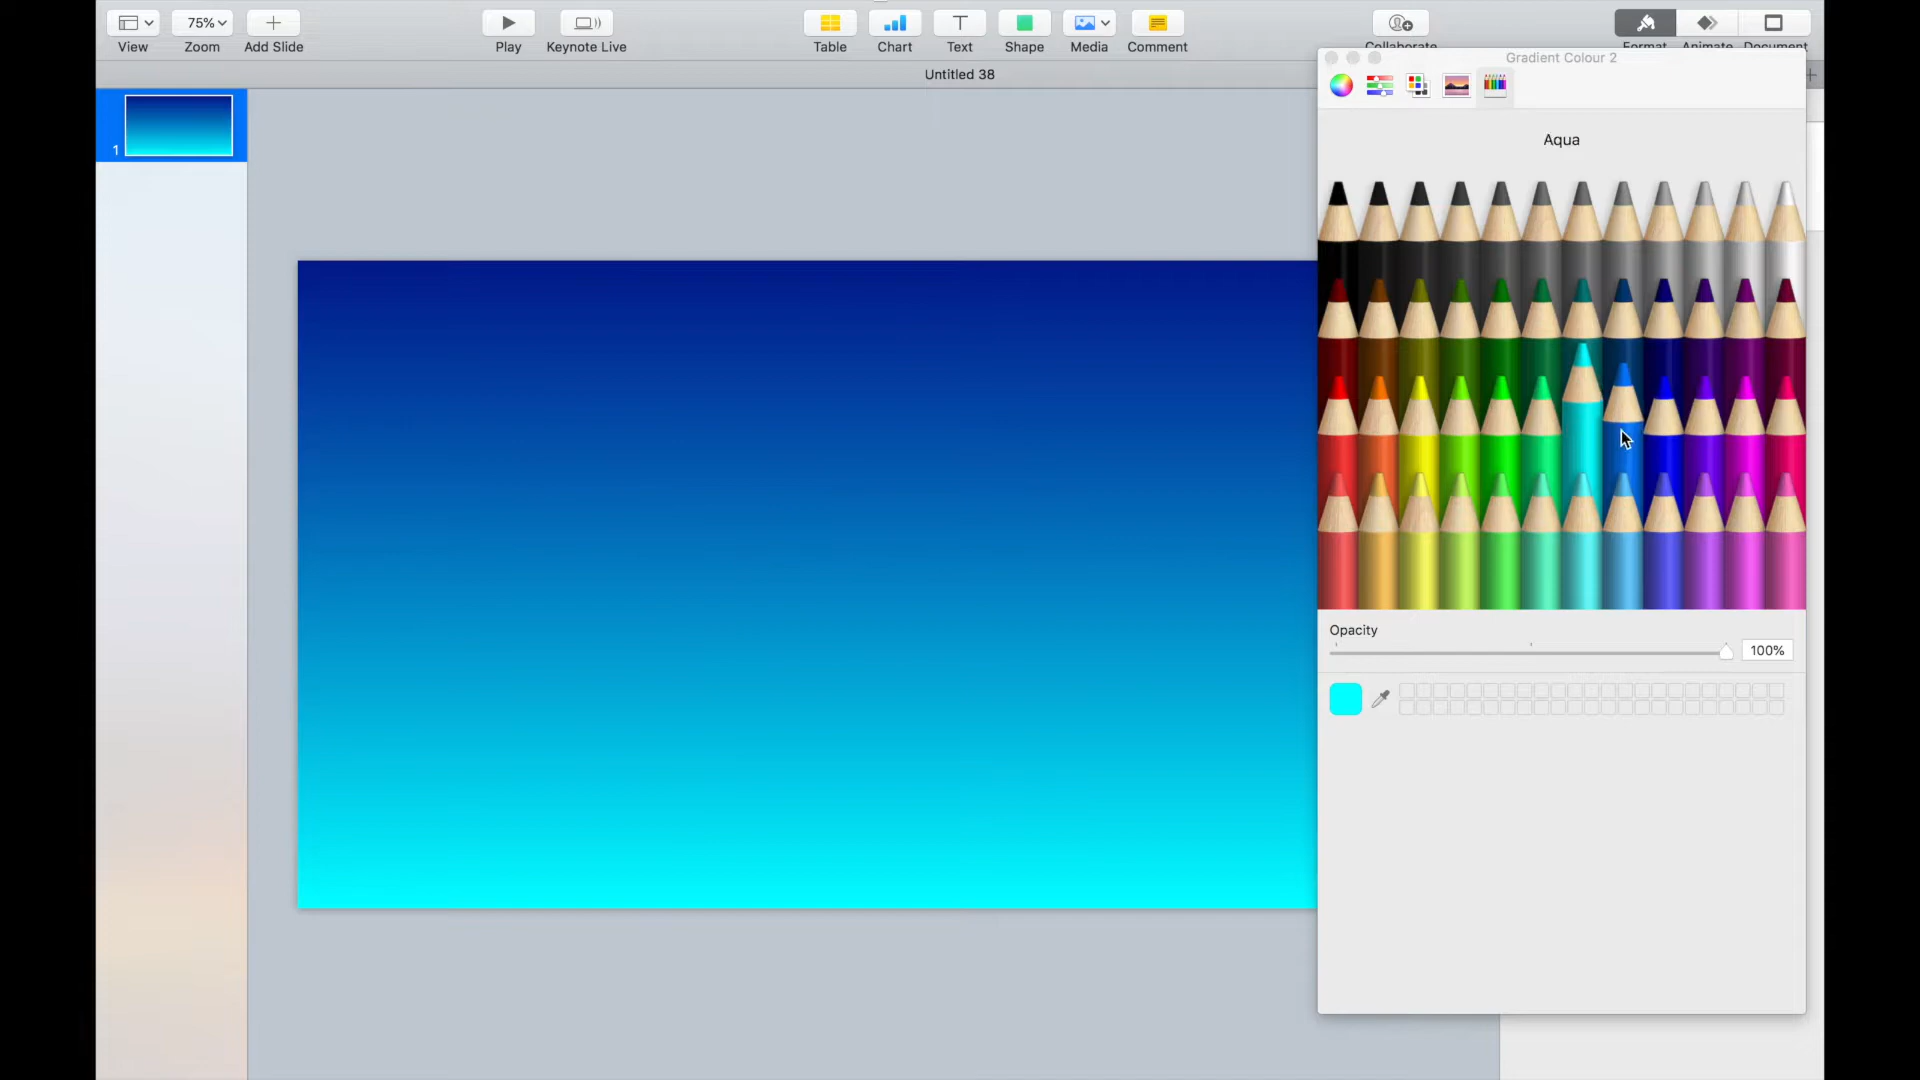 75%
View
Zoom
Add Slide
Play
Keynote Live
Table
Chart
Text
Shape
Media
Comment
Collaborate
Format
Animate
Document
Untitled 38
Gradient Colour 2
1
Aqua
Opacity
100%